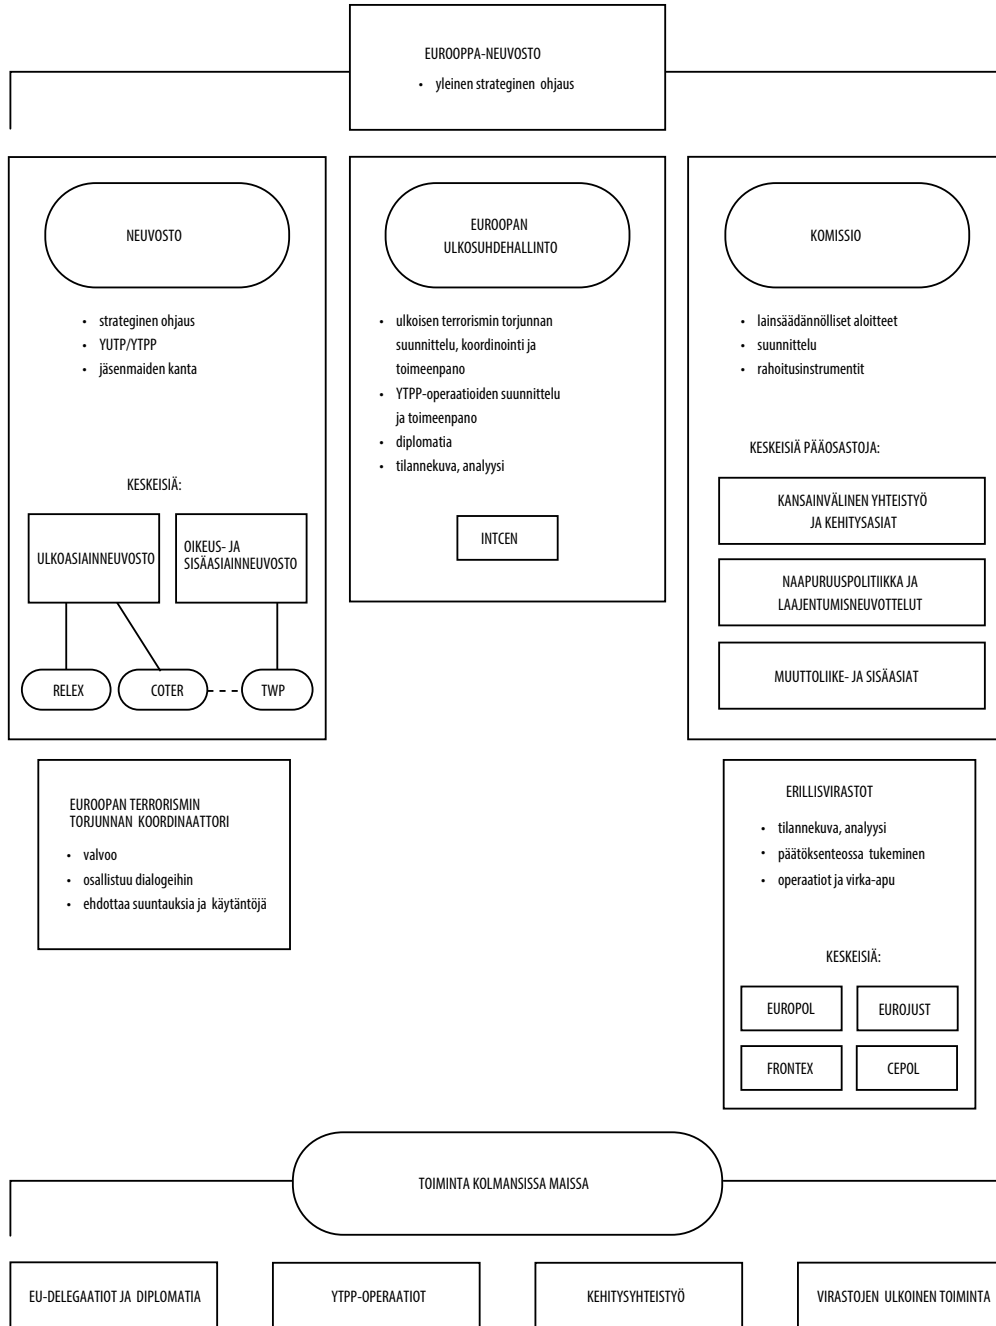 EUROOPPA-NEUVOSTO
• yleinen strateginen ohjaus
NEUVOSTO
• strateginen ohjaus
• YUTP/YTPP
• jäsenmaiden kanta
KESKEISIÄ:
ULKOASIAINNEUVOSTO
OIKEUS- JA
SISÄASIAINNEUVOSTO
RELEX
COTER
TWP
EUROOPAN
ULKOSUHDEHALLINTO
• ulkoisen terrorismin torjunnan
suunnittelu, koordinointi ja
toimeenpano
• YTPP-operaatioiden suunnittelu
ja toimeenpano
• diplomatia
• tilannekuva, analyysi
INTCEN
KOMISSIO
• lainsäädännölliset aloitteet
• suunnittelu
• rahoitusinstrumentit
KESKEISIÄ PÄÄOSASTOJA:
KANSAINVÄLINEN YHTEISTYÖ
JA KEHITYSASIAT
NAAPURUUSPOLITIIKKA JA
LAAJENTUMISNEUVOTTELUT
MUUTTOLIIKE- JA SISÄASIAT
EUROOPAN TERRORISMIN
TORJUNNAN KOORDINAATTORI
• valvoo
• osallistuu dialogeihin
• ehdottaa suuntauksia ja käytäntöjä
ERILLISVIRASTOT
• tilannekuva, analyysi
• päätöksenteossa tukeminen
• operaatiot ja virka-apu
KESKEISIÄ:
EUROPOL
EUROJUST
FRONTEX
CEPOL
TOIMINTA KOLMANSISSA MAISSA
EU-DELEGAATIOT JA DIPLOMATIA
YTPP-OPERAATIOT
KEHITYSYHTEISTYÖ
VIRASTOJEN ULKOINEN TOIMINTA